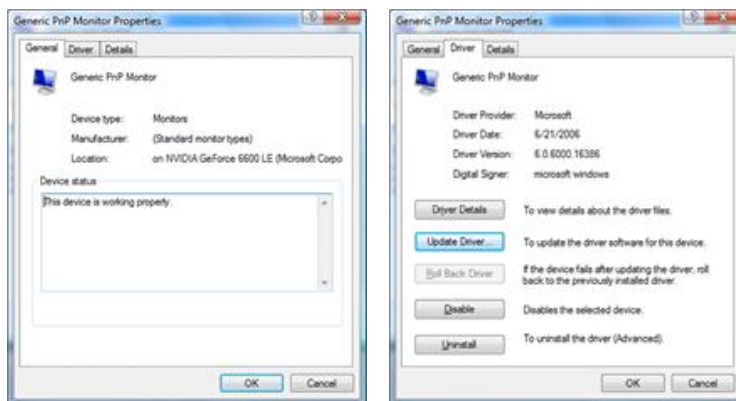 Generic PnP Monitor Properties
General Driver Details
Generic PnP Monitor
Device type: Monitors
Manufacturer: (Standard monitor types)
Location: on NVIDIA GeForce 6600 LE (Microsoft Corpo
Device status
This device is working properly.
OK Cancel
Generic PnP Monitor Properties
General Driver Details
Generic PnP Monitor
Driver Provider: Microsoft
Driver Date: 6/21/2006
Driver Version: 6.0.6000.16386
Digital Signer: microsoft windows
Driver Details To view details about the driver files.
Update Driver... To update the driver software for this device.
Roll Back Driver If the device fails after updating the driver, roll
back to the previously installed driver.
Disable Disables the selected device.
Uninstall To uninstall the driver (Advanced).
OK Cancel